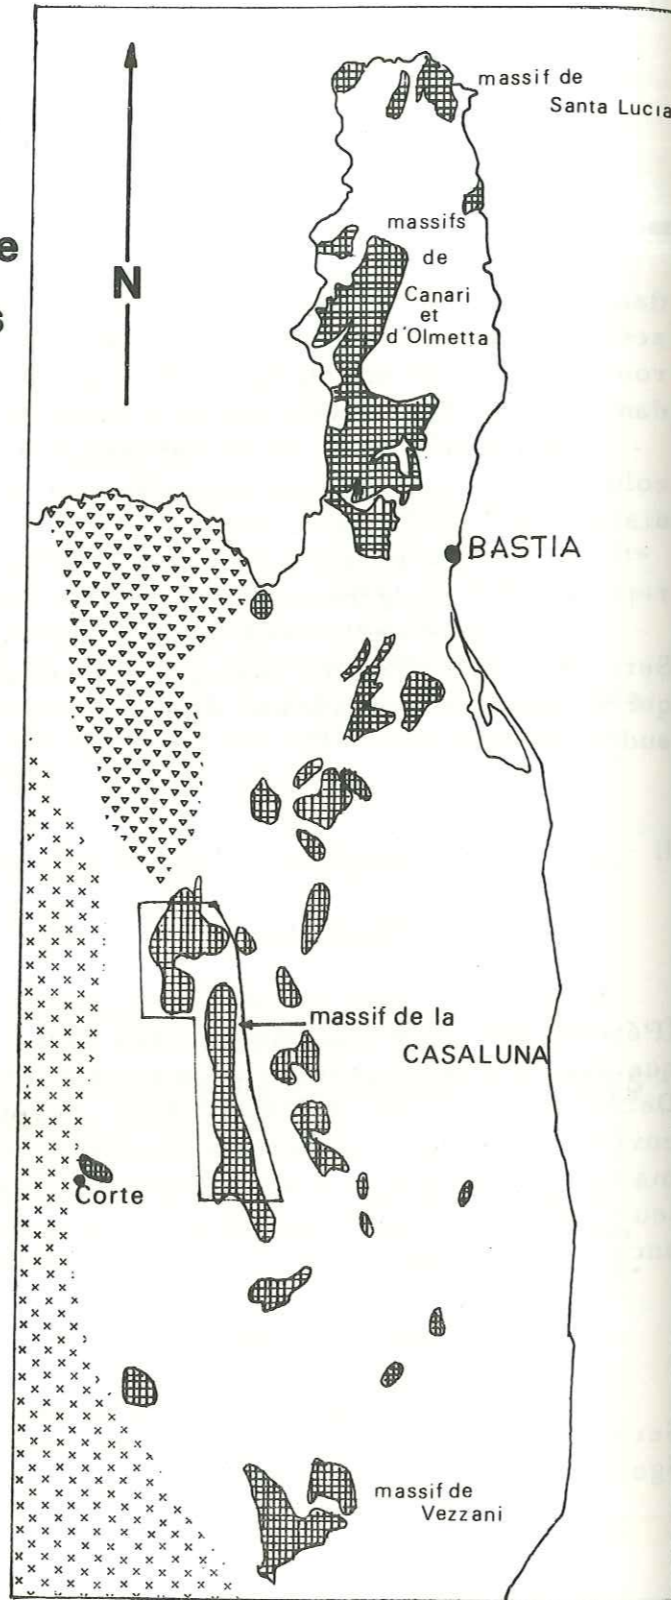 massif de
Santa Lucia
e
s
N
massifs
de
Canari
et
d'Olmetta
BASTIA
massif de la
CASALUNA
Corte
massif de
Vezzani